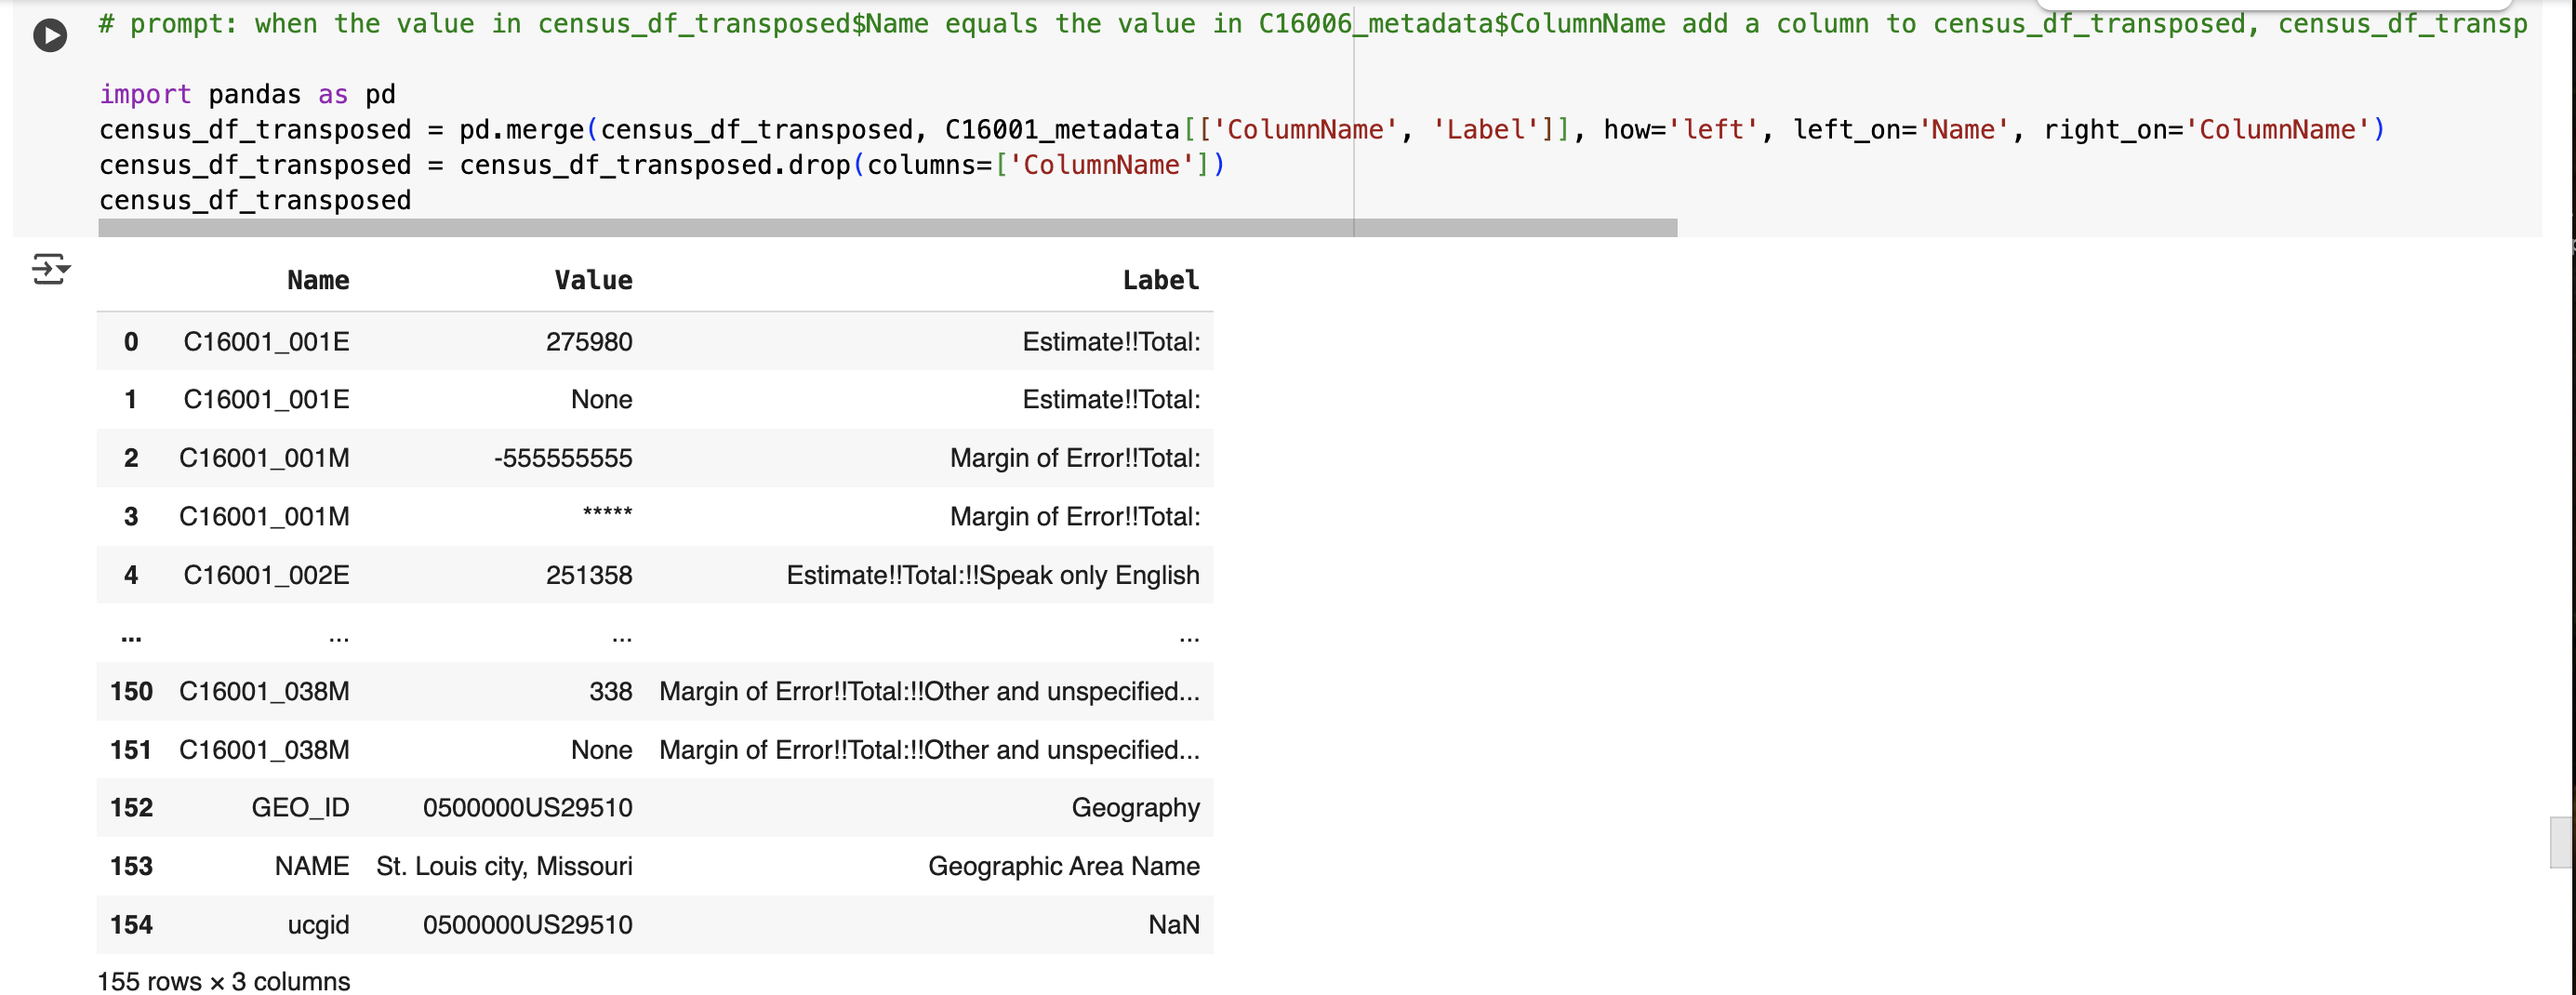 # prompt: when the value in census_df_transposed$Name equals the value in C16006_metadata$ColumnName add a column to census_df_transposed, census_df_transp
import pandas as pd
census_df_transposed = pd.merge(census_df_transposed, C16001_metadata[['ColumnName', 'Label']], how='left', left_on='Name', right_on='ColumnName')
census_df_transposed = census_df_transposed.drop(columns=['ColumnName'])
census_df_transposed
Name Value Label
0 C16001_001E 275980 Estimate!!Total:
1 C16001_001E None Estimate!!Total:
2 C16001_001M -555555555 Margin of Error!!Total:
3 C16001_001M ***** Margin of Error!!Total:
4 C16001_002E 251358 Estimate!!Total:!!Speak only English
... ... ... ...
150 C16001_038M 338 Margin of Error!!Total:!!Other and unspecified...
151 C16001_038M None Margin of Error!!Total:!!Other and unspecified...
152 GEO_ID 0500000US29510 Geography
153 NAME St. Louis city, Missouri Geographic Area Name
154 ucgid 0500000US29510 NaN
155 rows × 3 columns